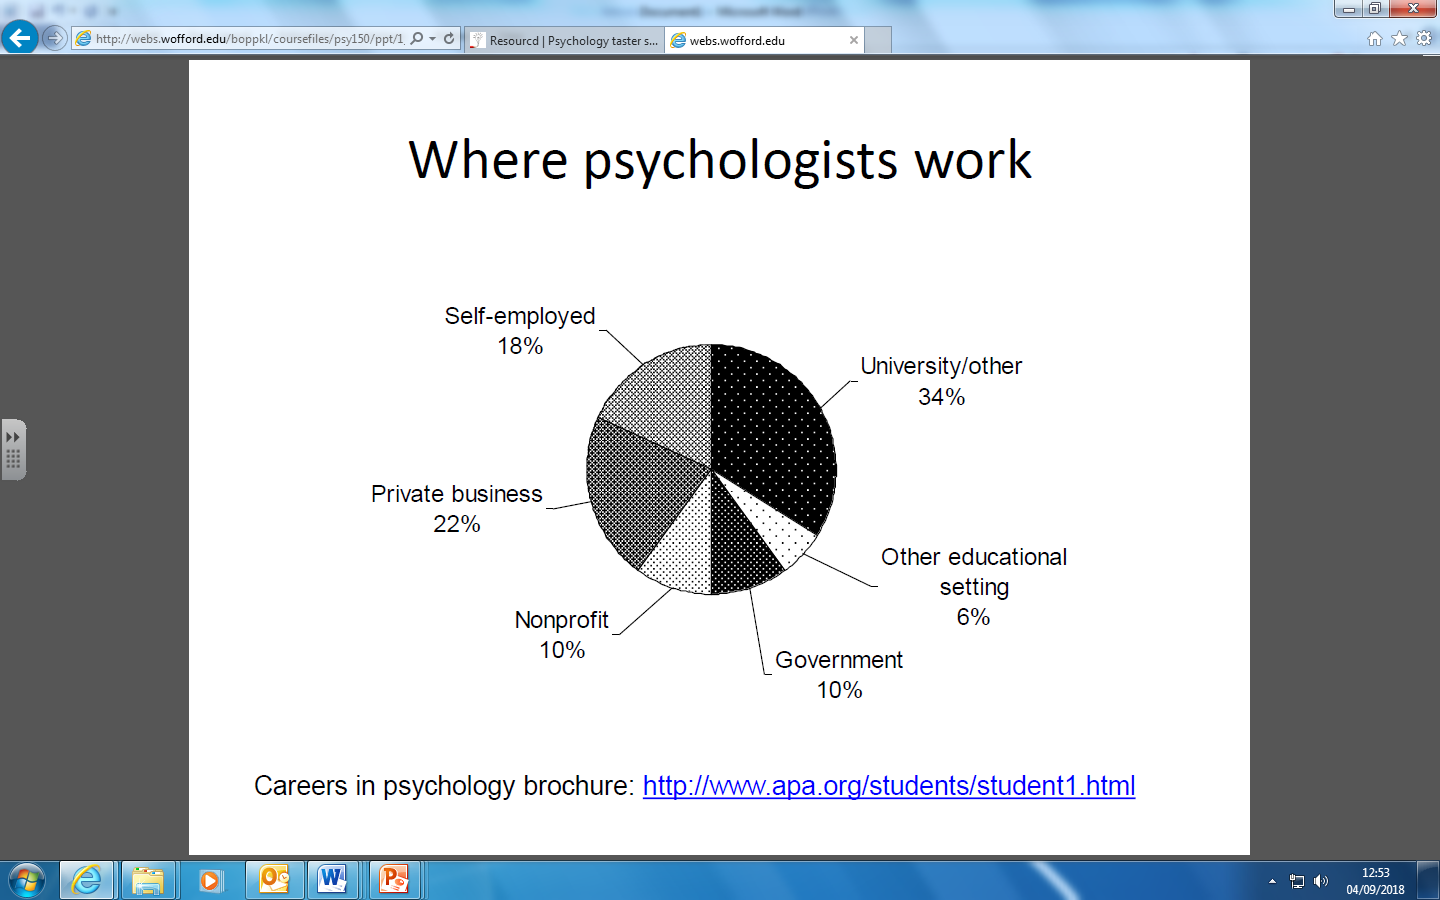 http://webs.wofford.edu/boppkl/coursefiles/psy150/ppt/1
Resourcd | Psychology taster s...
webs.wofford.edu
Where psychologists work
Self-employed
18%
University/other
34%
Private business
22%
Other educational
setting
6%
Nonprofit
10%
Government
10%
Careers in psychology brochure: http://www.apa.org/students/student1.html
12:53
04/09/2018